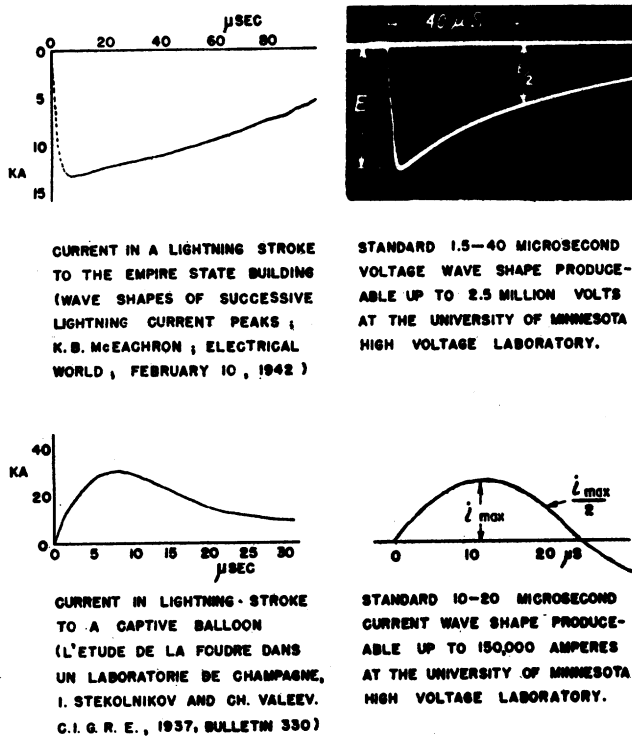 μSEC
0 20 40 60 80
0
5
10
KA
15
40 μS.
E
t2
CURRENT IN A LIGHTNING STROKE
TO THE EMPIRE STATE BUILDING
(WAVE SHAPES OF SUCCESSIVE
LIGHTNING CURRENT PEAKS ;
K.B. McEACHRON ; ELECTRICAL
WORLD ; FEBRUARY 10 , 1942 )
STANDARD 1.5—40 MICROSECOND
VOLTAGE WAVE SHAPE PRODUCE-
ABLE UP TO 2.5 MILLION VOLTS
AT THE UNIVERSITY OF MINNESOTA
HIGH VOLTAGE LABORATORY.
40
KA
20
0
0 5 10 15 20 25 30
μSEC
i max
i max
2
0 10 20 μS
CURRENT IN LIGHTNING STROKE
TO A CAPTIVE BALLOON
(L'ETUDE DE LA FOUDRE DANS
UN LABORATORIE DE CHAMPAGNE,
I. STEKOLNIKOV AND CH. VALEEV.
C.I. G. R. E., 1937, BULLETIN 330)
STANDARD 10-20 MICROSECOND
CURRENT WAVE SHAPE PRODUCE-
ABLE UP TO 150,000 AMPERES
AT THE UNIVERSITY OF MINNESOTA
HIGH VOLTAGE LABORATORY.